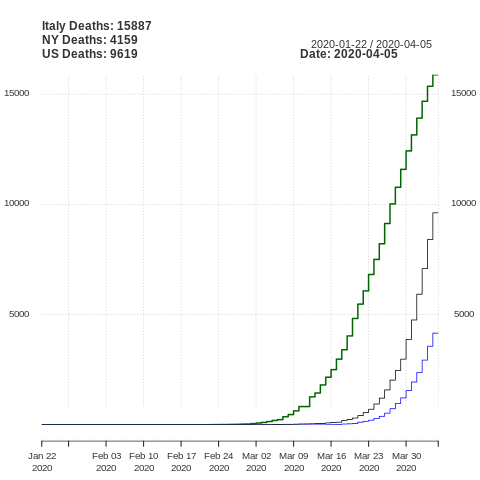 Italy Deaths: 15887
NY Deaths: 4159
2020-01-22 / 2020-04-05
US Deaths: 9619
Date: 2020-04-05
15000
15000
10000
10000
5000
5000
Jan 22 2020
Feb 03 2020
Feb 10 2020
Feb 17 2020
Feb 24 2020
Mar 02 2020
Mar 09 2020
Mar 16 2020
Mar 23 2020
Mar 30 2020